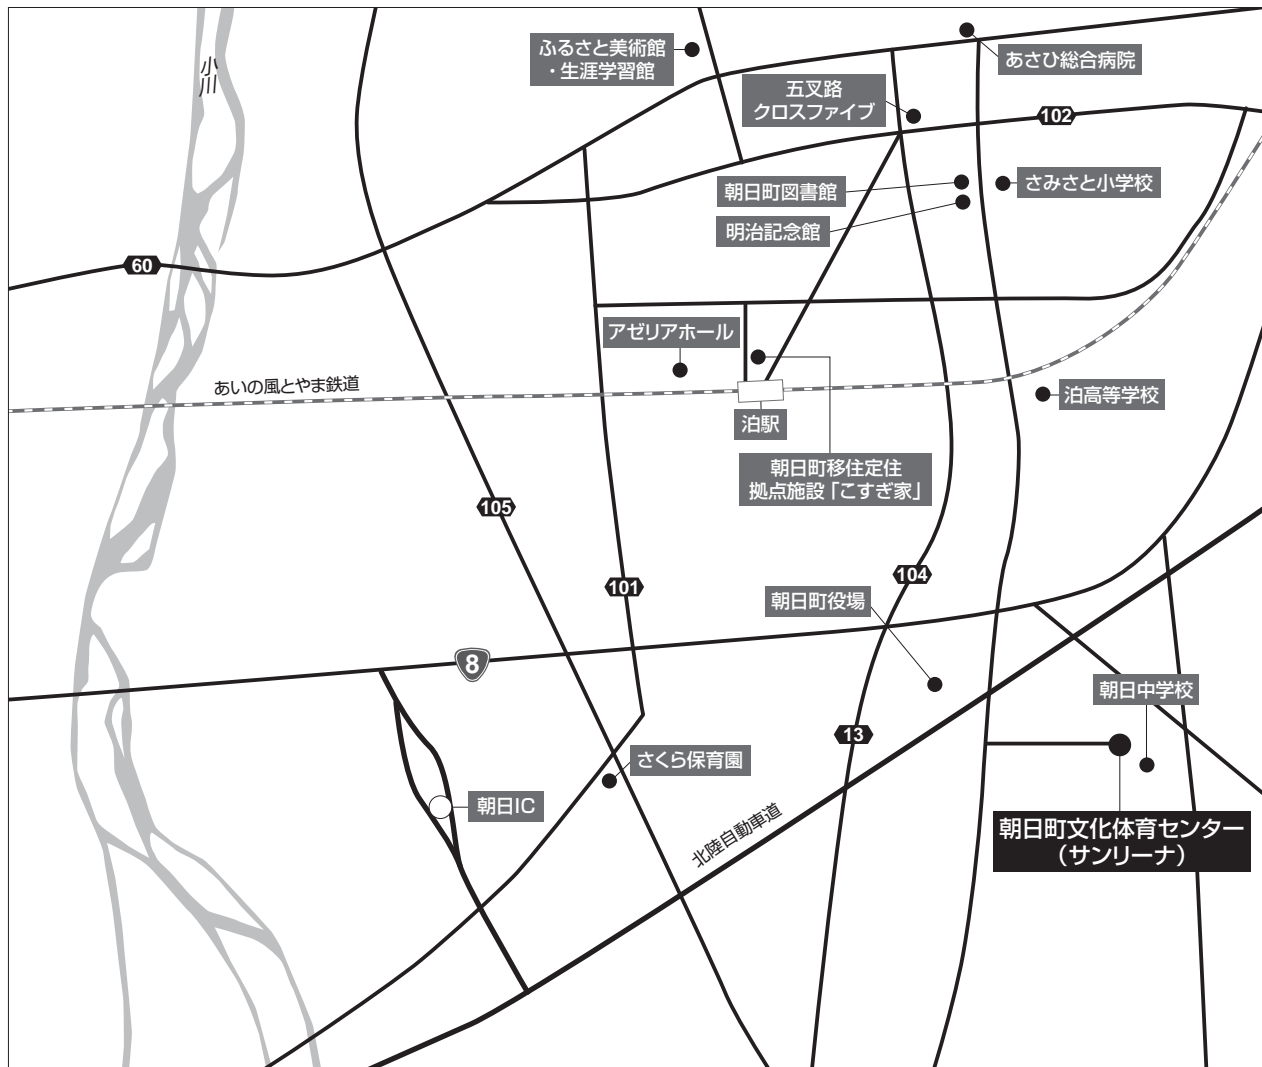 小川
ふるさと美術館
・生涯学習館
あさひ総合病院
五叉路
クロスファイブ
102
朝日町図書館
さみさと小学校
明治記念館
60
アゼリアホール
あいの風とやま鉄道
泊高等学校
泊駅
朝日町移住定住
拠点施設「こすぎ家」
105
101
104
朝日町役場
8
朝日中学校
13
さくら保育園
朝日IC
北陸自動車道
朝日町文化体育センター
(サンリーナ)